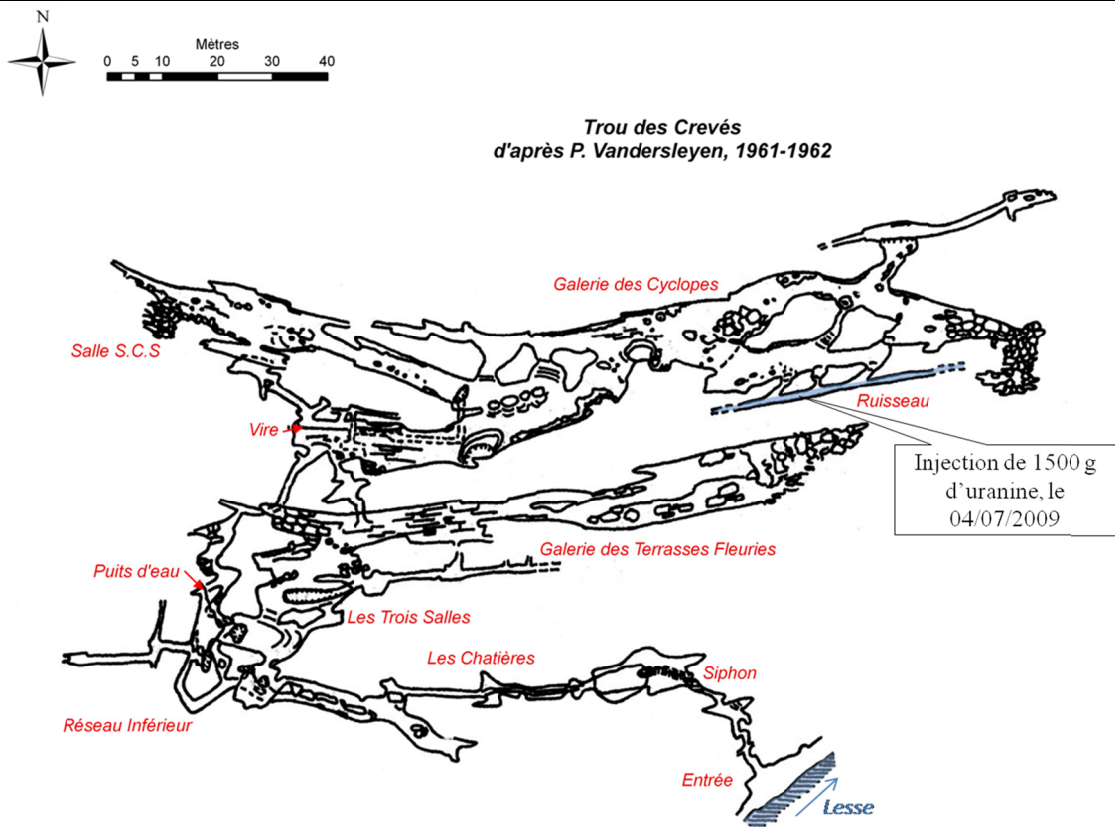 N
Mètres
0 5 10 20 30 40
Trou des Crevés
d'après P. Vandersleyen, 1961-1962
Galerie des Cyclopes
Salle S.C.S
Ruisseau
Vire
Injection de 1500 g
d'uranine, le
04/07/2009
Galerie des Terrasses Fleuries
Puits d'eau
Les Trois Salles
Les Chatières
Siphon
Réseau Inférieur
Entrée
Lesse